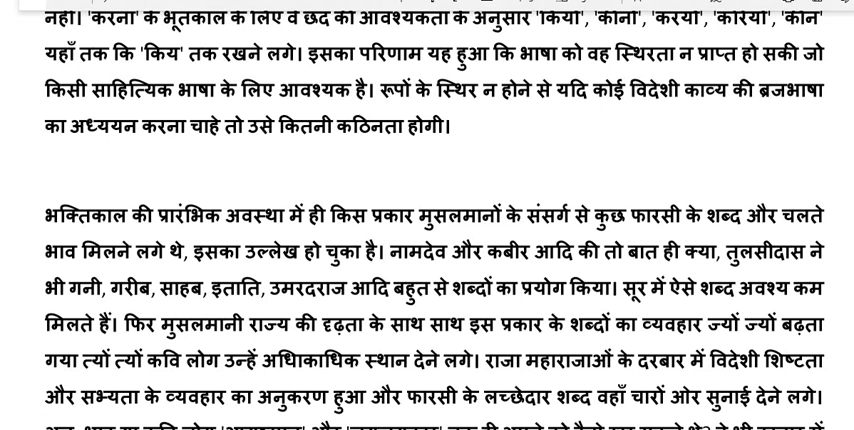 नहीं। 'करना' के भूतकाल के लिए वे छंद की आवश्यकता के अनुसार 'कियो', 'कीनो', 'करयो', 'करियो', 'कीन'
यहाँ तक कि 'किय' तक रखने लगे। इसका परिणाम यह हुआ कि भाषा को वह स्थिरता न प्राप्त हो सकी जो
किसी साहित्यिक भाषा के लिए आवश्यक है। रूपों के स्थिर न होने से यदि कोई विदेशी काव्य की ब्रजभाषा
का अध्ययन करना चाहे तो उसे कितनी कठिनता होगी।
भक्तिकाल की प्रारंभिक अवस्था में ही किस प्रकार मुसलमानों के संसर्ग से कुछ फारसी के शब्द और चलते
भाव मिलने लगे थे, इसका उल्लेख हो चुका है। नामदेव और कबीर आदि की तो बात ही क्या, तुलसीदास ने
भी गनी, गरीब, साहब, इताति, उमरदराज आदि बहुत से शब्दों का प्रयोग किया। सूर में ऐसे शब्द अवश्य कम
मिलते हैं। फिर मुसलमानी राज्य की दृढ़ता के साथ साथ इस प्रकार के शब्दों का व्यवहार ज्यों ज्यों बढ़ता
गया त्यों त्यों कवि लोग उन्हें अधिाकाधिक स्थान देने लगे। राजा महाराजाओं के दरबार में विदेशी शिष्टता
और सभ्यता के व्यवहार का अनुकरण हुआ और फारसी के लच्छेदार शब्द वहाँ चारों ओर सुनाई देने लगे।